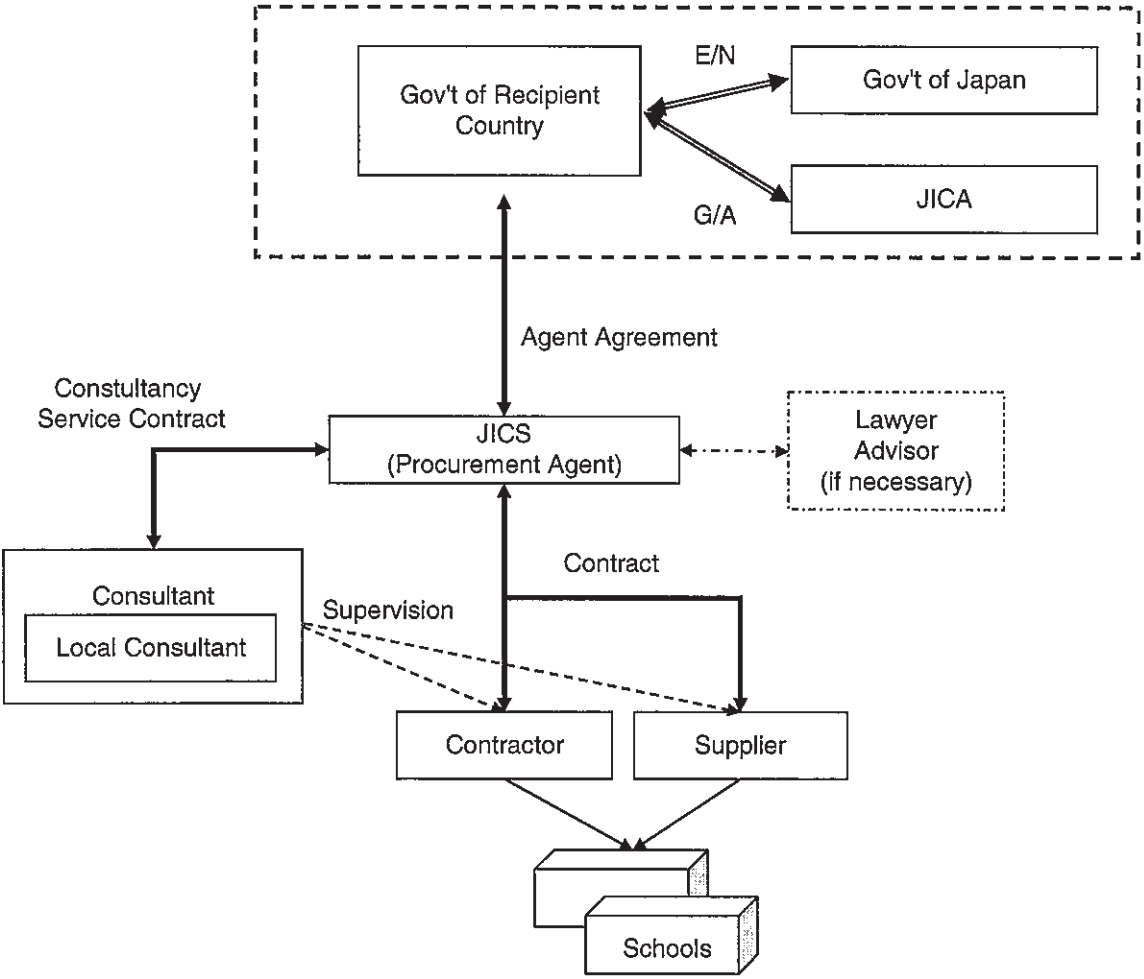 E/N
Gov't of Recipient
Country
Gov't of Japan
G/A
JICA
Agent Agreement
Constultancy
Service Contract
JICS
(Procurement Agent)
Lawyer
Advisor
(if necessary)
Contract
Consultant
Local Consultant
Supervision
Contractor
Supplier
Schools